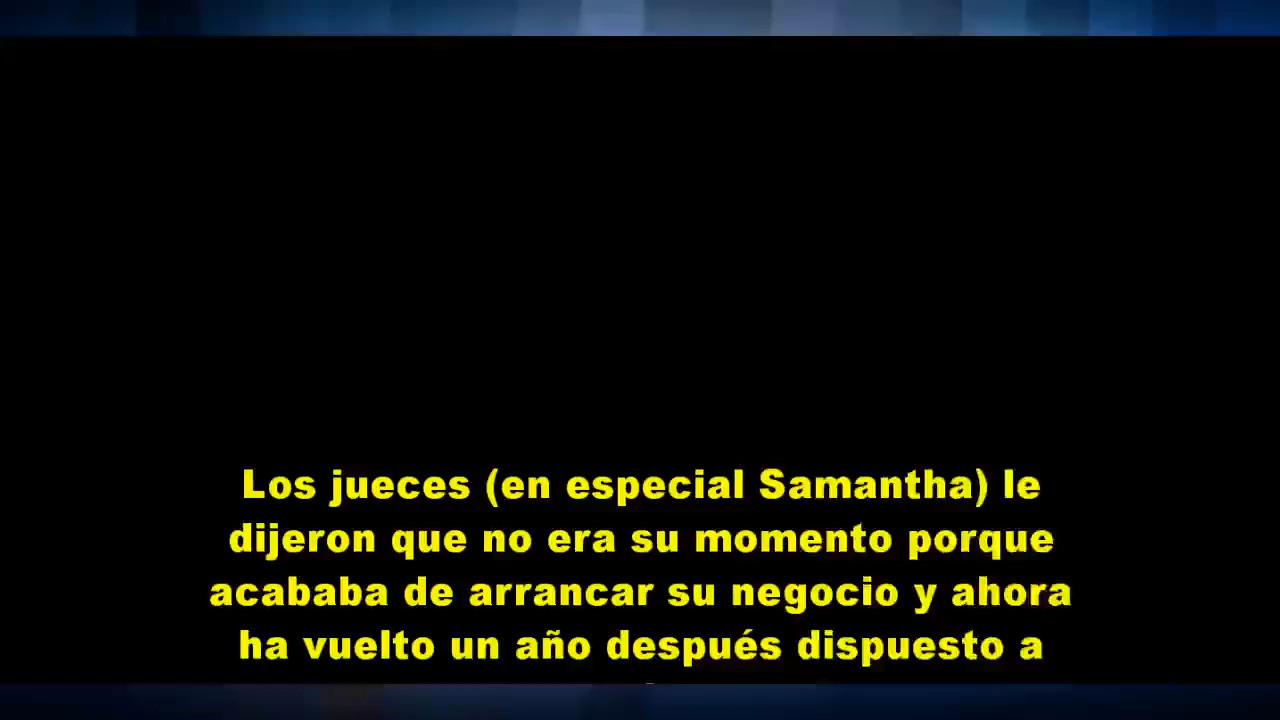 Los jueces (en especial Samantha) le
dijeron que no era su momento porque
acababa de arrancar su negocio y ahora
ha vuelto un año después dispuesto a